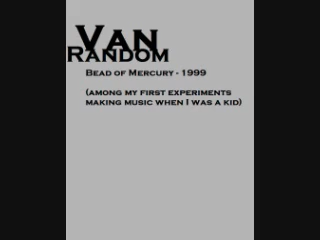 Van
Random
Bead of Mercury - 1999
(among my first experiments
making music when I was a kid)